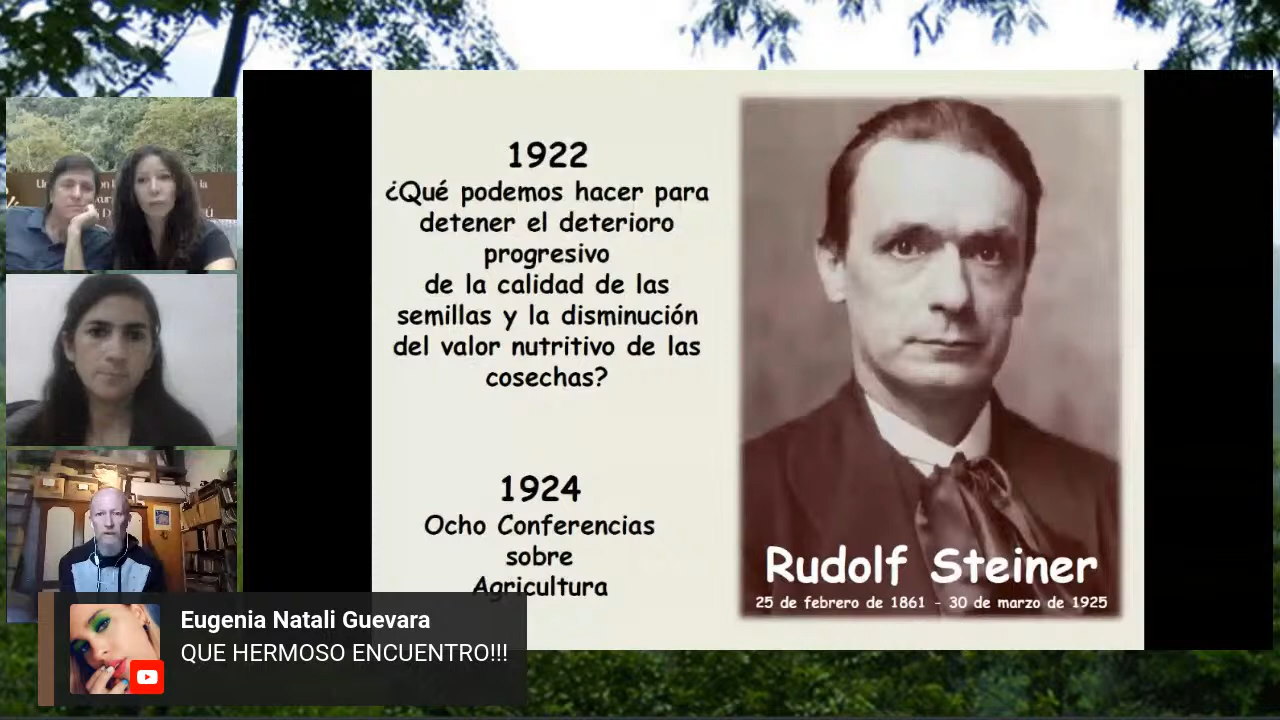 1922
¿Qué podemos hacer para
detener el deterioro
progresivo
de la calidad de las
semillas y la disminución
del valor nutritivo de las
cosechas?
1924
Ocho Conferencias
sobre
Agricultura
Rudolf Steiner
25 de febrero de 1861 - 30 de marzo de 1925
Eugenia Natali Guevara
QUE HERMOSO ENCUENTRO!!!